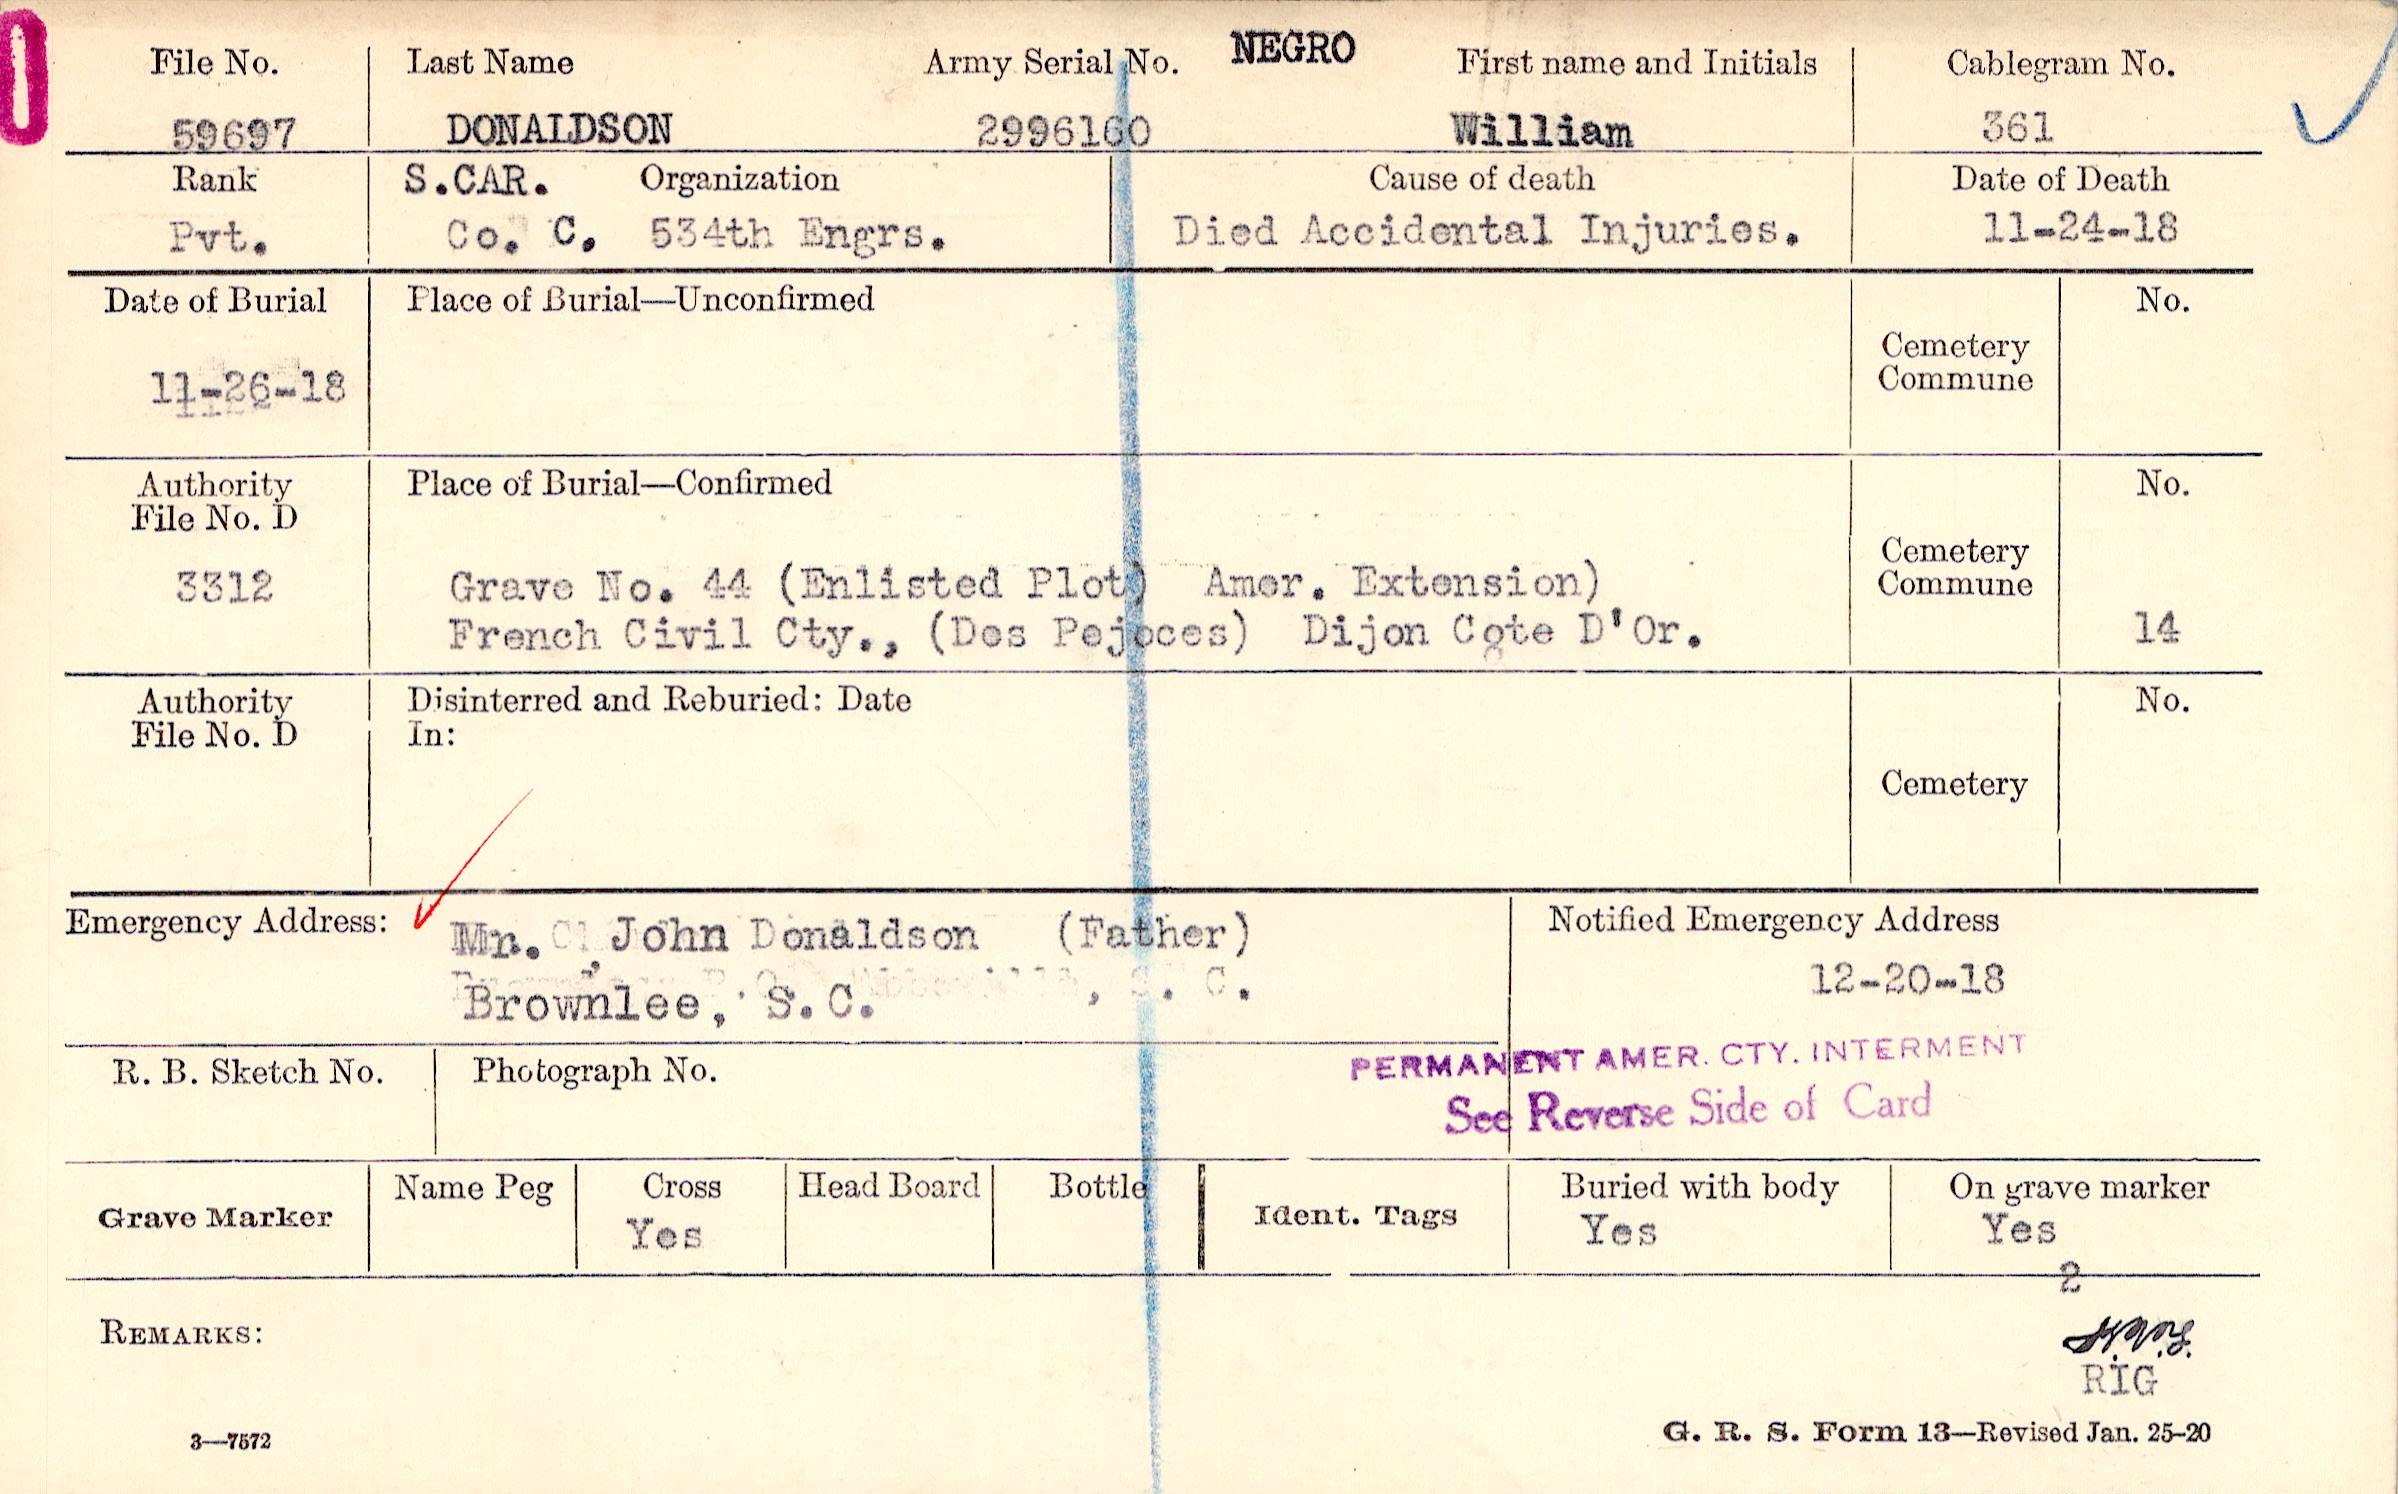 File No. Last Name Army Serial No. NEGRO First name and Initials Cablegram No.
59697 DONALDSON 2996160 William 361
Rank S.CAR. Organization Cause of death Date of Death
Pvt. Co. C. 534th Engrs. Died Accidental Injuries. 11-24-18
Date of Burial Place of Burial—Unconfirmed No.
Cemetery
Commune
11-26-18
Authority Place of Burial—Confirmed No.
File No. D
Cemetery
Commune
3312 Grave No. 44 (Enlisted Plot) Amer. Extension)
French Civil Cty., (Des Pejoces) Dijon Cote D'Or. 14
Authority Disinterred and Reburied: Date No.
File No. D In:
Cemetery
Emergency Address: Mr. John Donaldson (Father) Notified Emergency Address
Brownlee, S.C. , S. C. 12-20-18
R. B. Sketch No. Photograph No.
PERMANENT AMER. CTY. INTERMENT
See Reverse Side of Card
Grave Marker Name Peg Cross Head Board Bottle Ident. Tags Buried with body On grave marker
Yes Yes Yes
2
REMARKS:
RIG
3—7572 G. R. S. Form 13—Revised Jan. 25-20